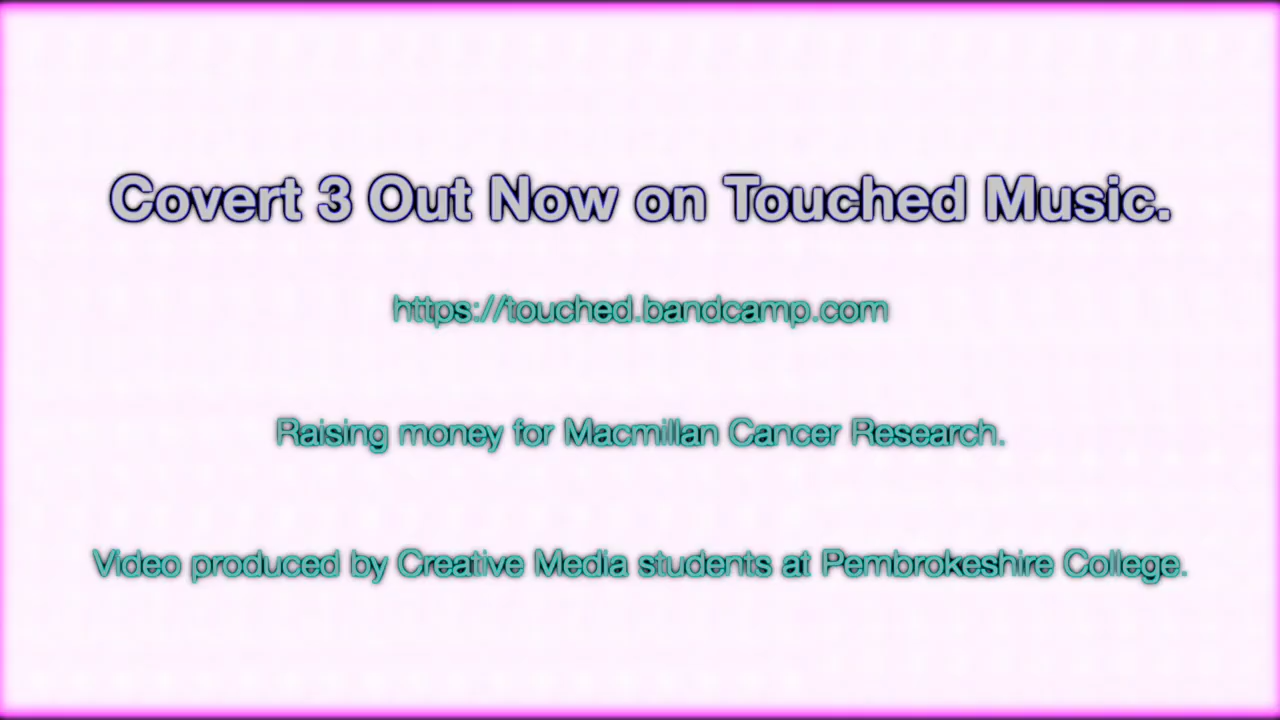 Covert 3 Out Now on Touched Music.
https://touched.bandcamp.com
Raising money for Macmillan Cancer Research.
Video produced by Creative Media students at Pembrokeshire College.